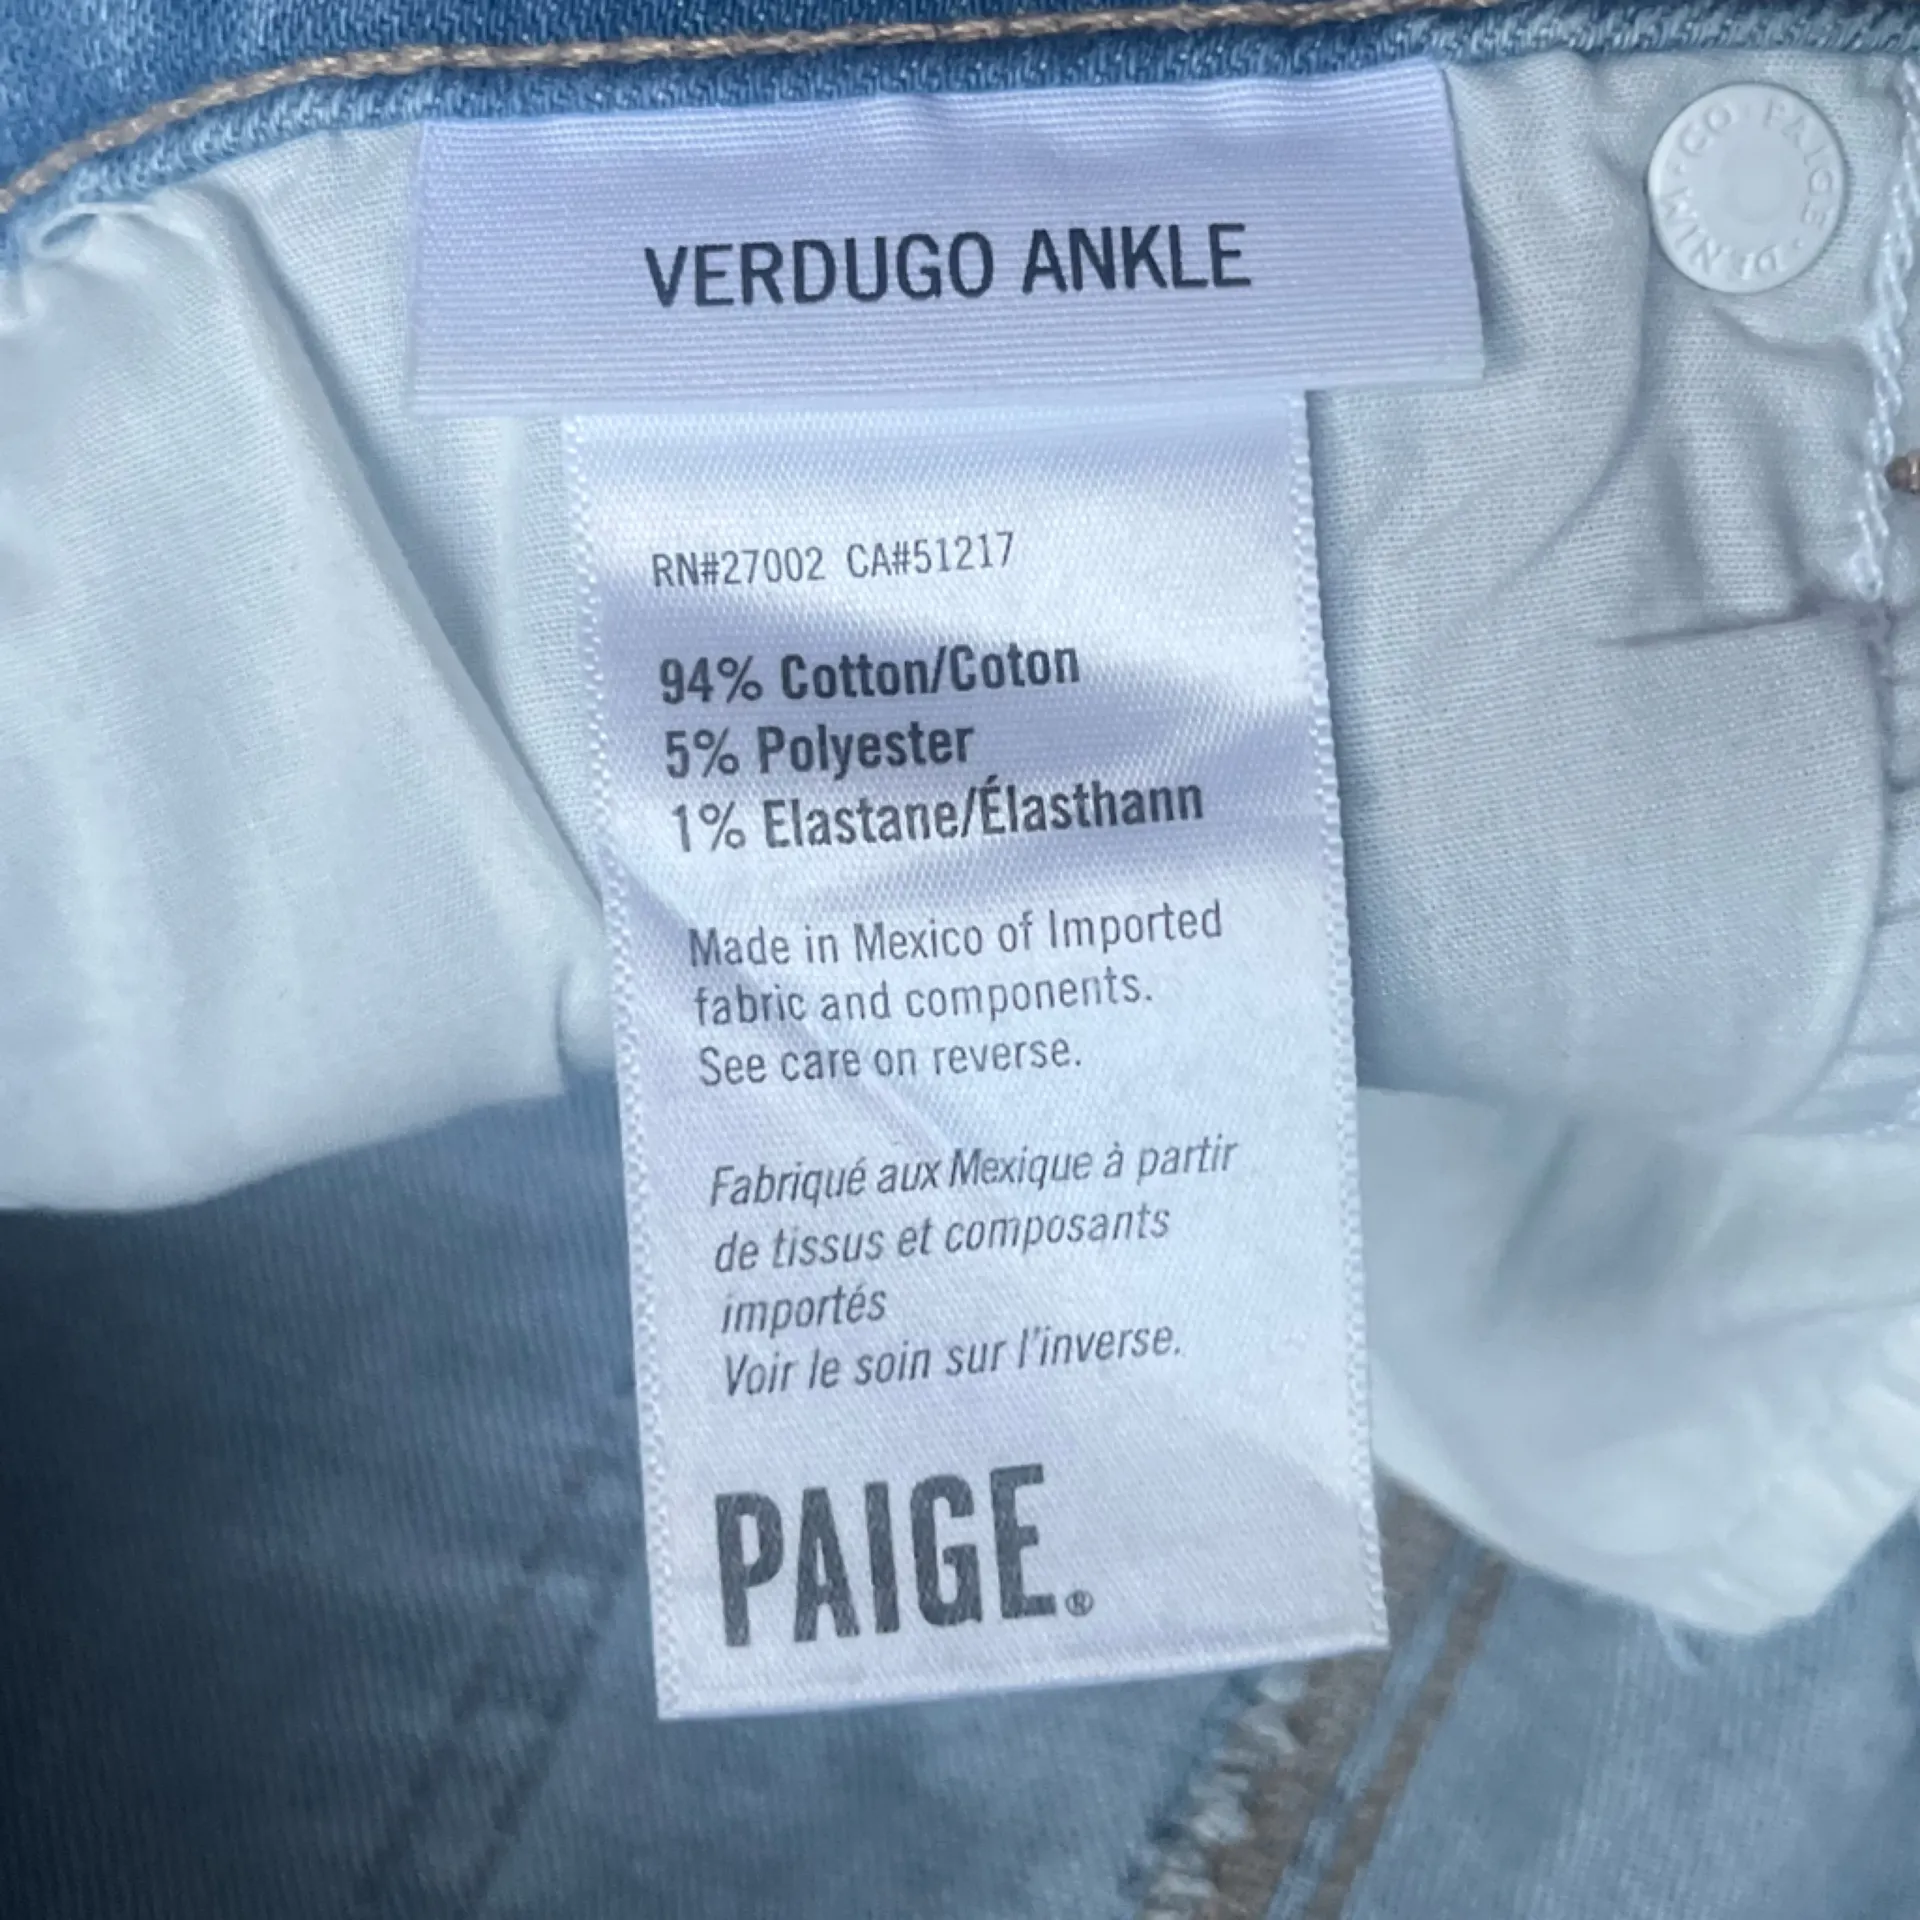 VERDUGO ANKLE
PAIGE DENIM CO.
RN#27002 CA#51217
94% Cotton/Coton
5% Polyester
1% Elastane/Élasthann
Made in Mexico of Imported
fabric and components.
See care on reverse.
Fabriqué aux Mexique à partir
de tissus et composants
importés
Voir le soin sur l'inverse.
PAIGE®